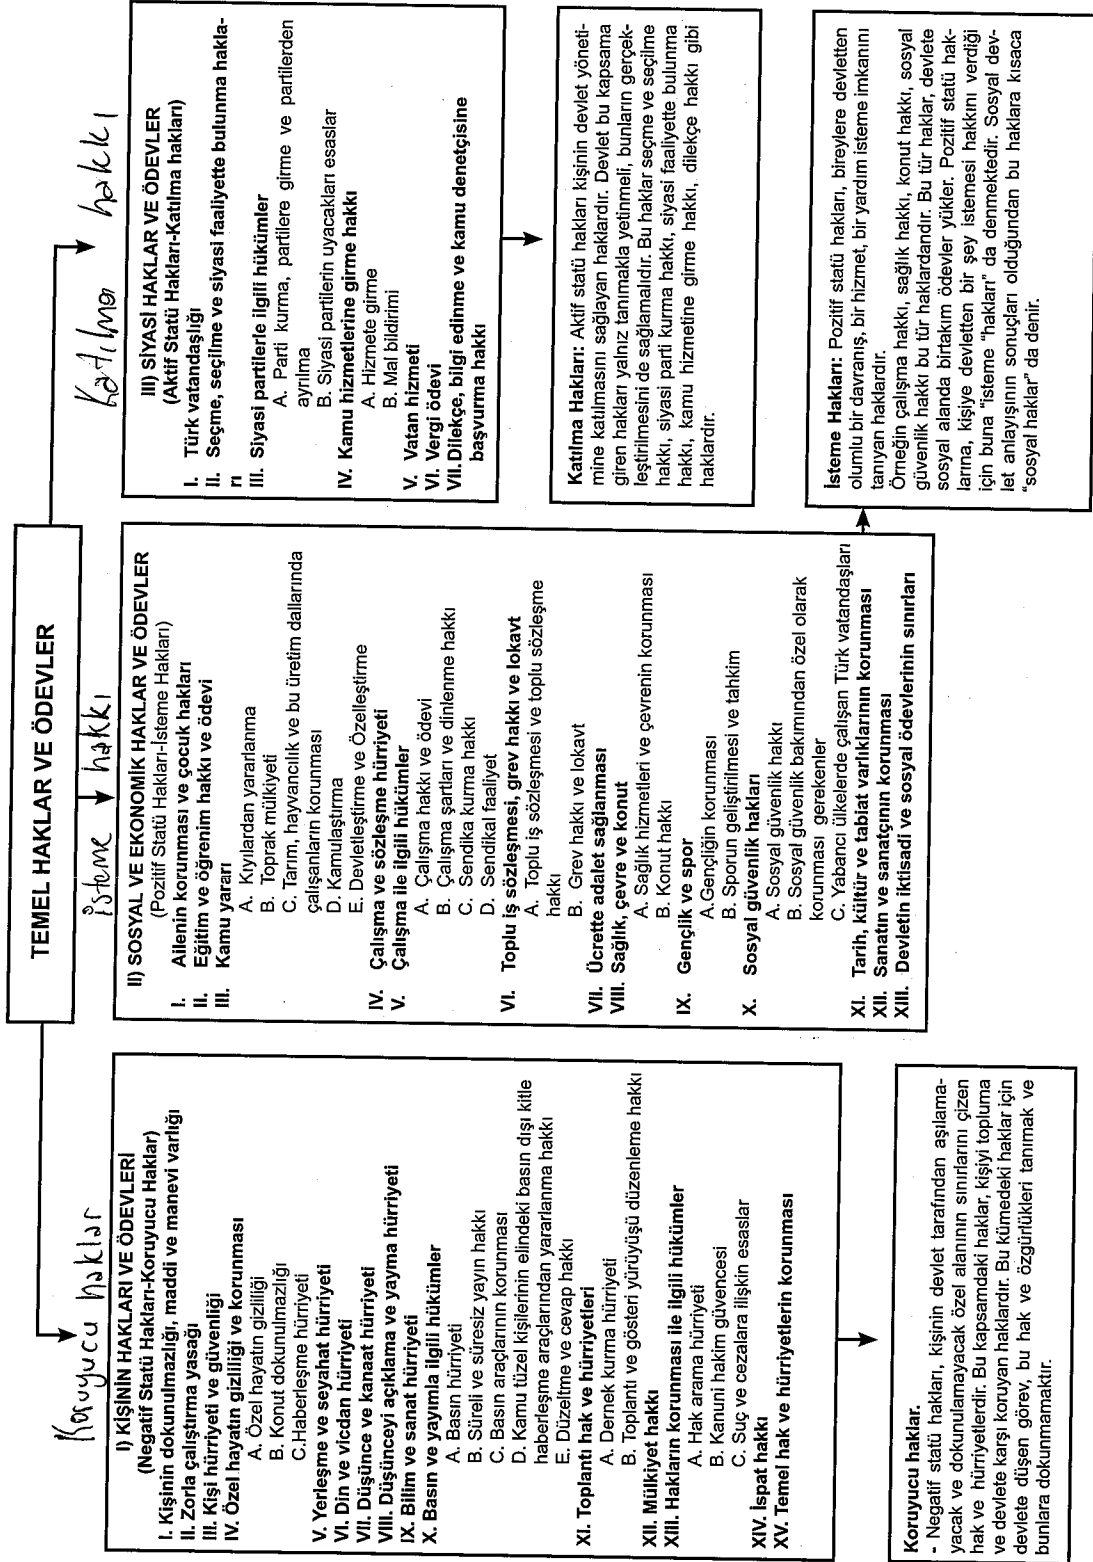 TEMEL HAKLAR VE ÖDEVLER
Koruyucu haklar
İsteme hakkı
Katılma hakkı
I) KİŞİNİN HAKLARI VE ÖDEVLERİ
(Negatif Statü Hakları-Koruyucu Haklar)
I. Kişinin dokunulmazlığı, maddi ve manevi varlığı
II. Zorla çalıştırma yasağı
III. Kişi hürriyeti ve güvenliği
IV. Özel hayatın gizliliği ve korunması
A. Özel hayatın gizliliği
B. Konut dokunulmazlığı
C.Haberleşme hürriyeti
V. Yerleşme ve seyahat hürriyeti
VI. Din ve vicdan hürriyeti
VII. Düşünce ve kanaat hürriyeti
VIII. Düşünceyi açıklama ve yayma hürriyeti
IX. Bilim ve sanat hürriyeti
X. Basın ve yayımla ilgili hükümler
A. Basın hürriyeti
B. Süreli ve süresiz yayın hakkı
C. Basın araçlarının korunması
D. Kamu tüzel kişilerinin elindeki basın dışı kitle
haberleşme araçlarından yararlanma hakkı
E. Düzeltme ve cevap hakkı
XI. Toplantı hak ve hürriyetleri
A. Dernek kurma hürriyeti
B. Toplantı ve gösteri yürüyüşü düzenleme hakkı
XII. Mülkiyet hakkı
XIII. Hakların korunması ile ilgili hükümler
A. Hak arama hürriyeti
B. Kanuni hakim güvencesi
C. Suç ve cezalara ilişkin esaslar
XIV. İspat hakkı
XV. Temel hak ve hürriyetlerin korunması
Koruyucu haklar.
- Negatif statü hakları, kişinin devlet tarafından aşılama-
yacak ve dokunulamayacak özel alanının sınırlarını çizen
hak ve hürriyetlerdir. Bu kapsamdaki haklar, kişiyi topluma
ve devlete karşı koruyan haklardır. Bu kümedeki haklar için
devlete düşen görev, bu hak ve özgürlükleri tanımak ve
bunlara dokunmamaktır.
II) SOSYAL VE EKONOMİK HAKLAR VE ÖDEVLER
(Pozitif Statü Hakları-İsteme Hakları)
I. Ailenin korunması ve çocuk hakları
II. Eğitim ve öğrenim hakkı ve ödevi
III. Kamu yararı
A. Kıyılardan yararlanma
B. Toprak mülkiyeti
C. Tarım, hayvancılık ve bu üretim dallarında
çalışanların korunması
D. Kamulaştırma
E. Devletleştirme ve Özelleştirme
IV. Çalışma ve sözleşme hürriyeti
V. Çalışma ile ilgili hükümler
A. Çalışma hakkı ve ödevi
B. Çalışma şartları ve dinlenme hakkı
C. Sendika kurma hakkı
D. Sendikal faaliyet
VI. Toplu iş sözleşmesi, grev hakkı ve lokavt
A. Toplu iş sözleşmesi ve toplu sözleşme
hakkı
B. Grev hakkı ve lokavt
VII. Ücrette adalet sağlanması
VIII. Sağlık, çevre ve konut
A. Sağlık hizmetleri ve çevrenin korunması
B. Konut hakkı
IX. Gençlik ve spor
A.Gençliğin korunması
B. Sporun geliştirilmesi ve tahkim
X. Sosyal güvenlik hakları
A. Sosyal güvenlik hakkı
B. Sosyal güvenlik bakımından özel olarak
korunması gerekenler
C. Yabancı ülkelerde çalışan Türk vatandaşları
XI. Tarih, kültür ve tabiat varlıklarının korunması
XII. Sanatın ve sanatçının korunması
XIII. Devletin iktisadi ve sosyal ödevlerinin sınırları
İsteme Hakları: Pozitif statü hakları, bireylere devletten
olumlu bir davranış, bir hizmet, bir yardım isteme imkanını
tanıyan haklardır.
Örneğin çalışma hakkı, sağlık hakkı, konut hakkı, sosyal
güvenlik hakkı bu tür haklardandır. Bu tür haklar, devlete
sosyal alanda birtakım ödevler yükler. Pozitif statü hak-
larına, kişiye devletten bir şey istemesi hakkını verdiği
için buna "isteme "hakları" da denmektedir. Sosyal dev-
let anlayışının sonuçları olduğundan bu haklara kısaca
"sosyal haklar" da denir.
III) SİYASİ HAKLAR VE ÖDEVLER
(Aktif Statü Hakları-Katılma hakları)
I. Türk vatandaşlığı
II. Seçme, seçilme ve siyasi faaliyette bulunma hakla-
rı
III. Siyasi partilerle ilgili hükümler
A. Parti kurma, partilere girme ve partilerden
ayrılma
B. Siyasi partilerin uyacakları esaslar
IV. Kamu hizmetlerine girme hakkı
A. Hizmete girme
B. Mal bildirimi
V. Vatan hizmeti
VI. Vergi ödevi
VII. Dilekçe, bilgi edinme ve kamu denetçisine
başvurma hakkı
Katılma Hakları: Aktif statü hakları kişinin devlet yöneti-
mine katılmasını sağlayan haklardır. Devlet bu kapsama
giren hakları yalnız tanımakla yetinmeli, bunların gerçek-
leştirilmesini de sağlamalıdır. Bu haklar seçme ve seçilme
hakkı, siyasi parti kurma hakkı, siyasi faaliyette bulunma
hakkı, kamu hizmetine girme hakkı, dilekçe hakkı gibi
haklardır.